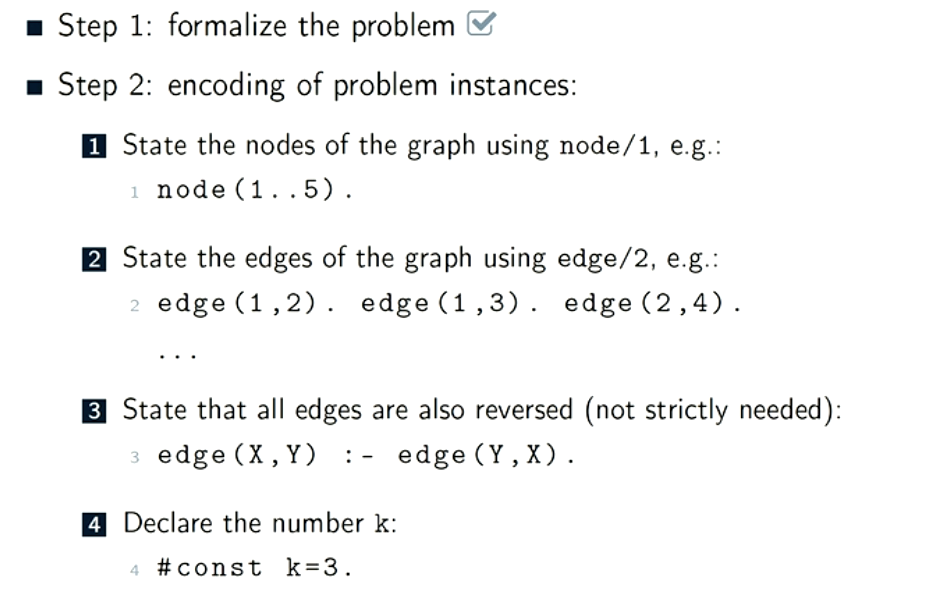 Step 1: formalize the problem
Step 2: encoding of problem instances:
1 State the nodes of the graph using node/1, e.g.:
1 node(1..5).
2 State the edges of the graph using edge/2, e.g.:
2 edge(1,2). edge(1,3). edge(2,4).
...
3 State that all edges are also reversed (not strictly needed):
3 edge(X,Y) :- edge(Y,X).
4 Declare the number k:
4 #const k=3.